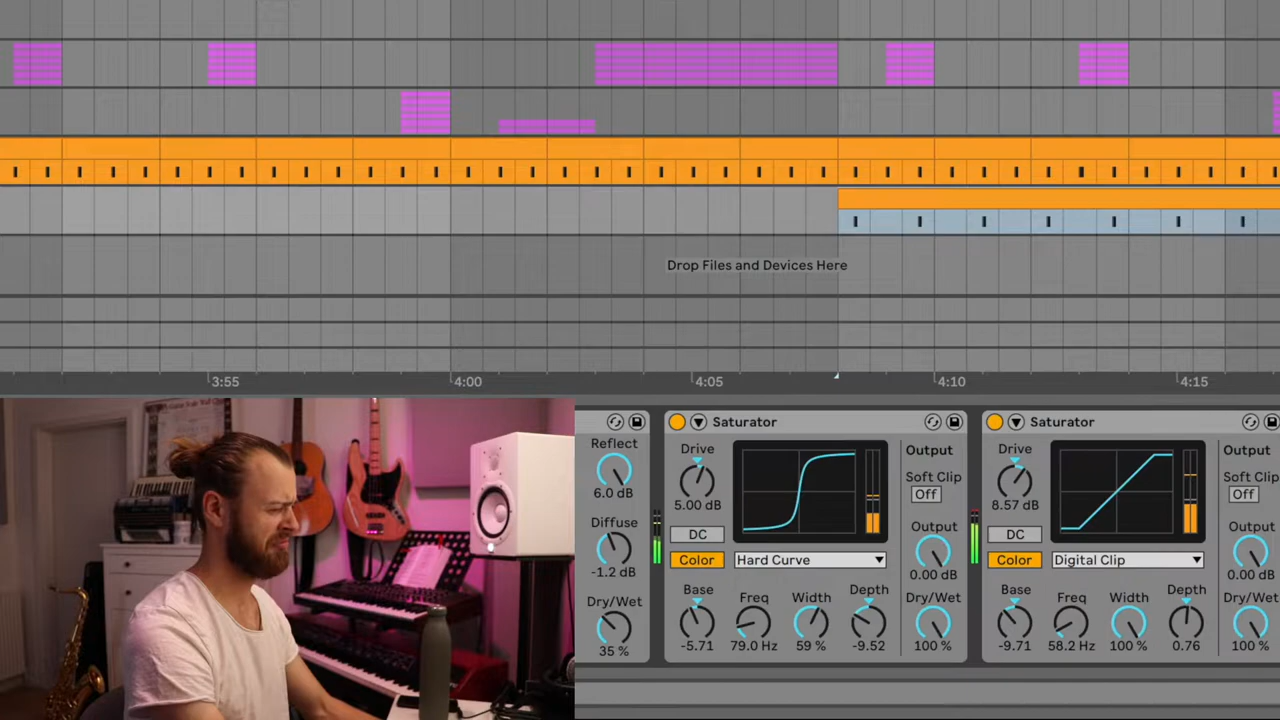 Drop Files and Devices Here
3:55
4:00
4:05
4:10
4:15
Reflect
6.0 dB
Diffuse
-1.2 dB
Dry/Wet
35 %
Saturator
Drive
5.00 dB
DC
Color
Hard Curve
Output
Soft Clip
Off
Output
0.00 dB
Base
-5.71
Freq
79.0 Hz
Width
59 %
Depth
-9.52
Dry/Wet
100 %
Saturator
Drive
8.57 dB
DC
Color
Digital Clip
Output
Soft Clip
Off
Output
0.00 dB
Base
-9.71
Freq
58.2 Hz
Width
100 %
Depth
0.76
Dry/Wet
100 %